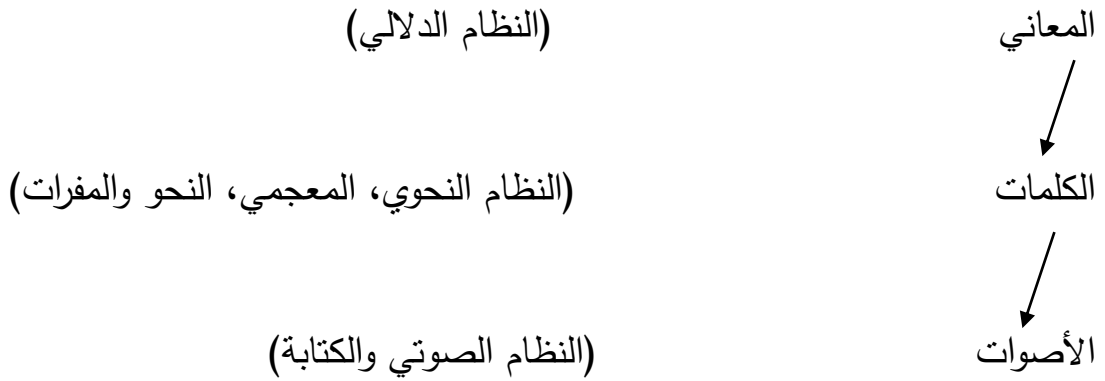 المعاني (النظام الدلالي)
الكلمات (النظام النحوي، المعجمي، النحو والمفرات)
الأصوات (النظام الصوتي والكتابة)